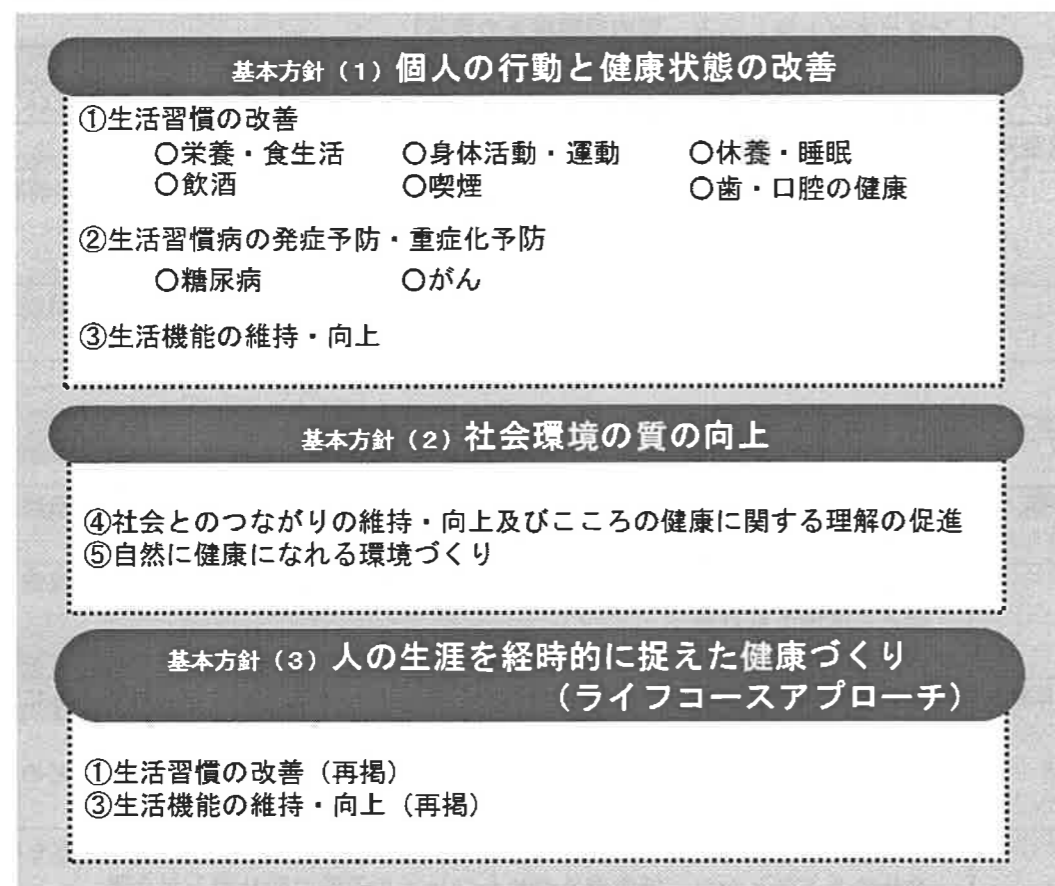 基本方針（１）個人の行動と健康状態の改善
①生活習慣の改善
○栄養・食生活 ○身体活動・運動 ○休養・睡眠
○飲酒 ○喫煙 ○歯・口腔の健康
②生活習慣病の発症予防・重症化予防
○糖尿病 ○がん
③生活機能の維持・向上
基本方針（２）社会環境の質の向上
④社会とのつながりの維持・向上及びこころの健康に関する理解の促進
⑤自然に健康になれる環境づくり
基本方針（３）人の生涯を経時的に捉えた健康づくり
（ライフコースアプローチ）
①生活習慣の改善（再掲）
③生活機能の維持・向上（再掲）